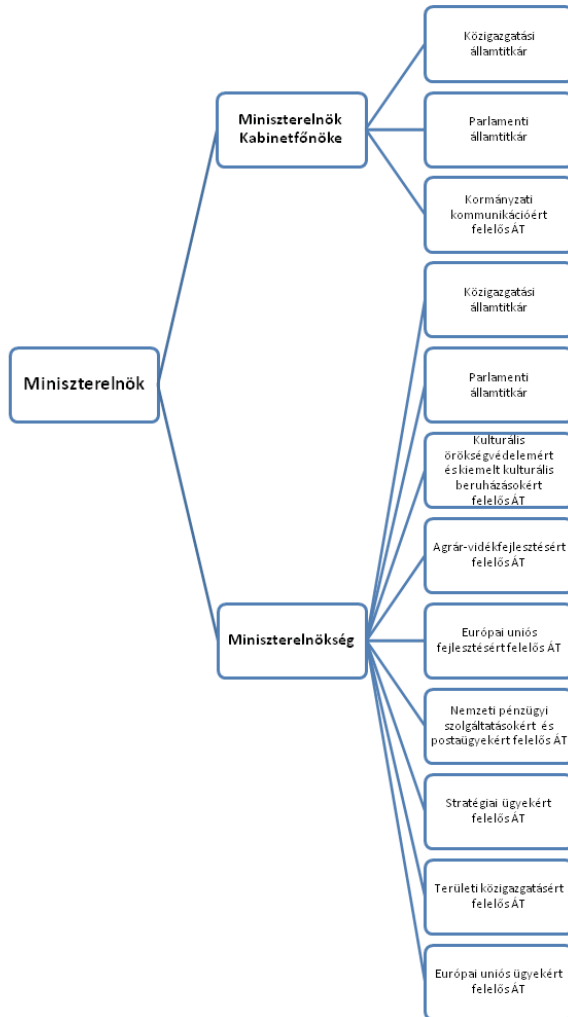 Közigazgatási
államtitkár
Miniszterelnök
Kabinetfőnöke
Parlamenti
államtitkár
Kormányzati
kommunikációért
felelős ÁT
Közigazgatási
államtitkár
Miniszterelnök
Parlamenti
államtitkár
Kulturális
örökségvédelemért
és kiemelt kulturális
beruházásokért
felelős ÁT
Agrár-vidékfejlesztésért
felelős ÁT
Miniszterelnökség
Európai uniós
fejlesztésért felelős ÁT
Nemzeti pénzügyi
szolgáltatásokért és
postaügyekért felelős ÁT
Stratégiai ügyekért
felelős ÁT
Területi közigazgatásért
felelős ÁT
Európai uniós ügyekért
felelős ÁT